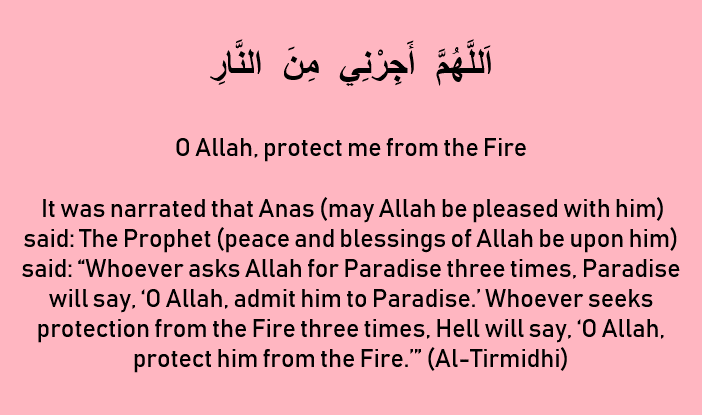 اَللَّهُمَّ أَجِرْنِي مِنَ النَّارِ
O Allah, protect me from the Fire
It was narrated that Anas (may Allah be pleased with him)
said: The Prophet (peace and blessings of Allah be upon him)
said: “Whoever asks Allah for Paradise three times, Paradise
will say, ‘O Allah, admit him to Paradise.’ Whoever seeks
protection from the Fire three times, Hell will say, ‘O Allah,
protect him from the Fire.’” (Al-Tirmidhi)